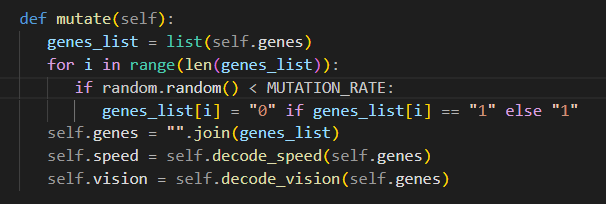 def mutate(self):
    genes_list = list(self.genes)
    for i in range(len(genes_list)):
        if random.random() < MUTATION_RATE:
            genes_list[i] = "0" if genes_list[i] == "1" else "1"
    self.genes = "".join(genes_list)
    self.speed = self.decode_speed(self.genes)
    self.vision = self.decode_vision(self.genes)